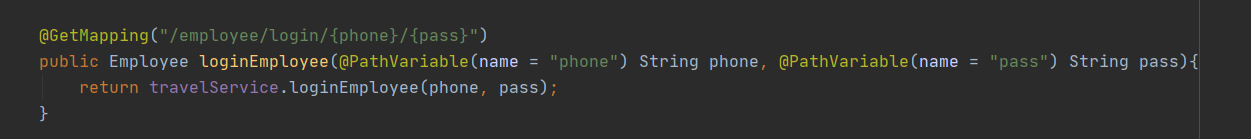 @GetMapping("/employee/login/{phone}/{pass}")
public Employee loginEmployee(@PathVariable(name = "phone") String phone, @PathVariable(name = "pass") String pass){
    return travelService.loginEmployee(phone, pass);
}